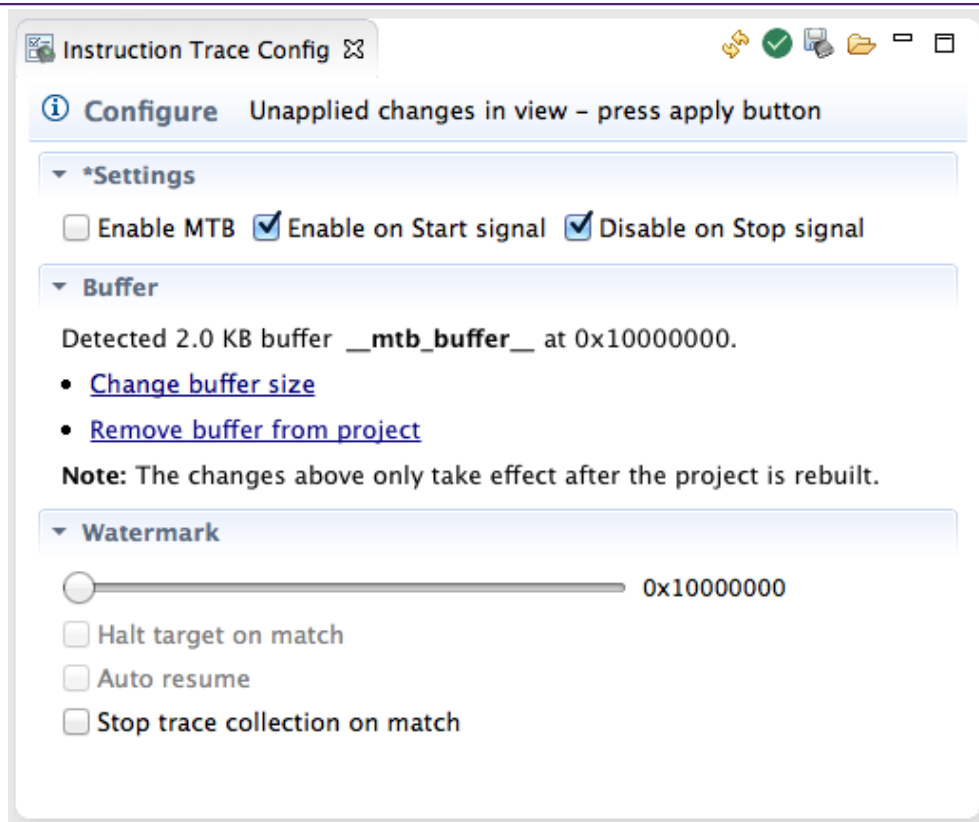 Instruction Trace Config
Configure Unapplied changes in view – press apply button
*Settings
Enable MTB Enable on Start signal Disable on Stop signal
Buffer
Detected 2.0 KB buffer __mtb_buffer__ at 0x10000000.
• Change buffer size
• Remove buffer from project
Note: The changes above only take effect after the project is rebuilt.
Watermark
0x10000000
Halt target on match
Auto resume
Stop trace collection on match